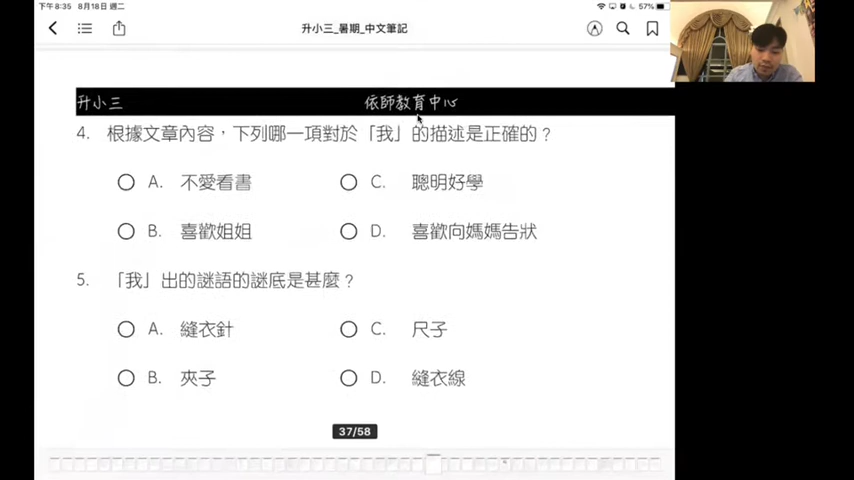 下午8:35 8月18日 週二
57%
升小三_暑期_中文筆記
升小三 依師教育中心
4. 根據文章內容，下列哪一項對於「我」的描述是正確的？
A. 不愛看書 C. 聰明好學
B. 喜歡姐姐 D. 喜歡向媽媽告狀
5. 「我」出的謎語的謎底是甚麼？
A. 縫衣針 C. 尺子
B. 夾子 D. 縫衣線
37/58